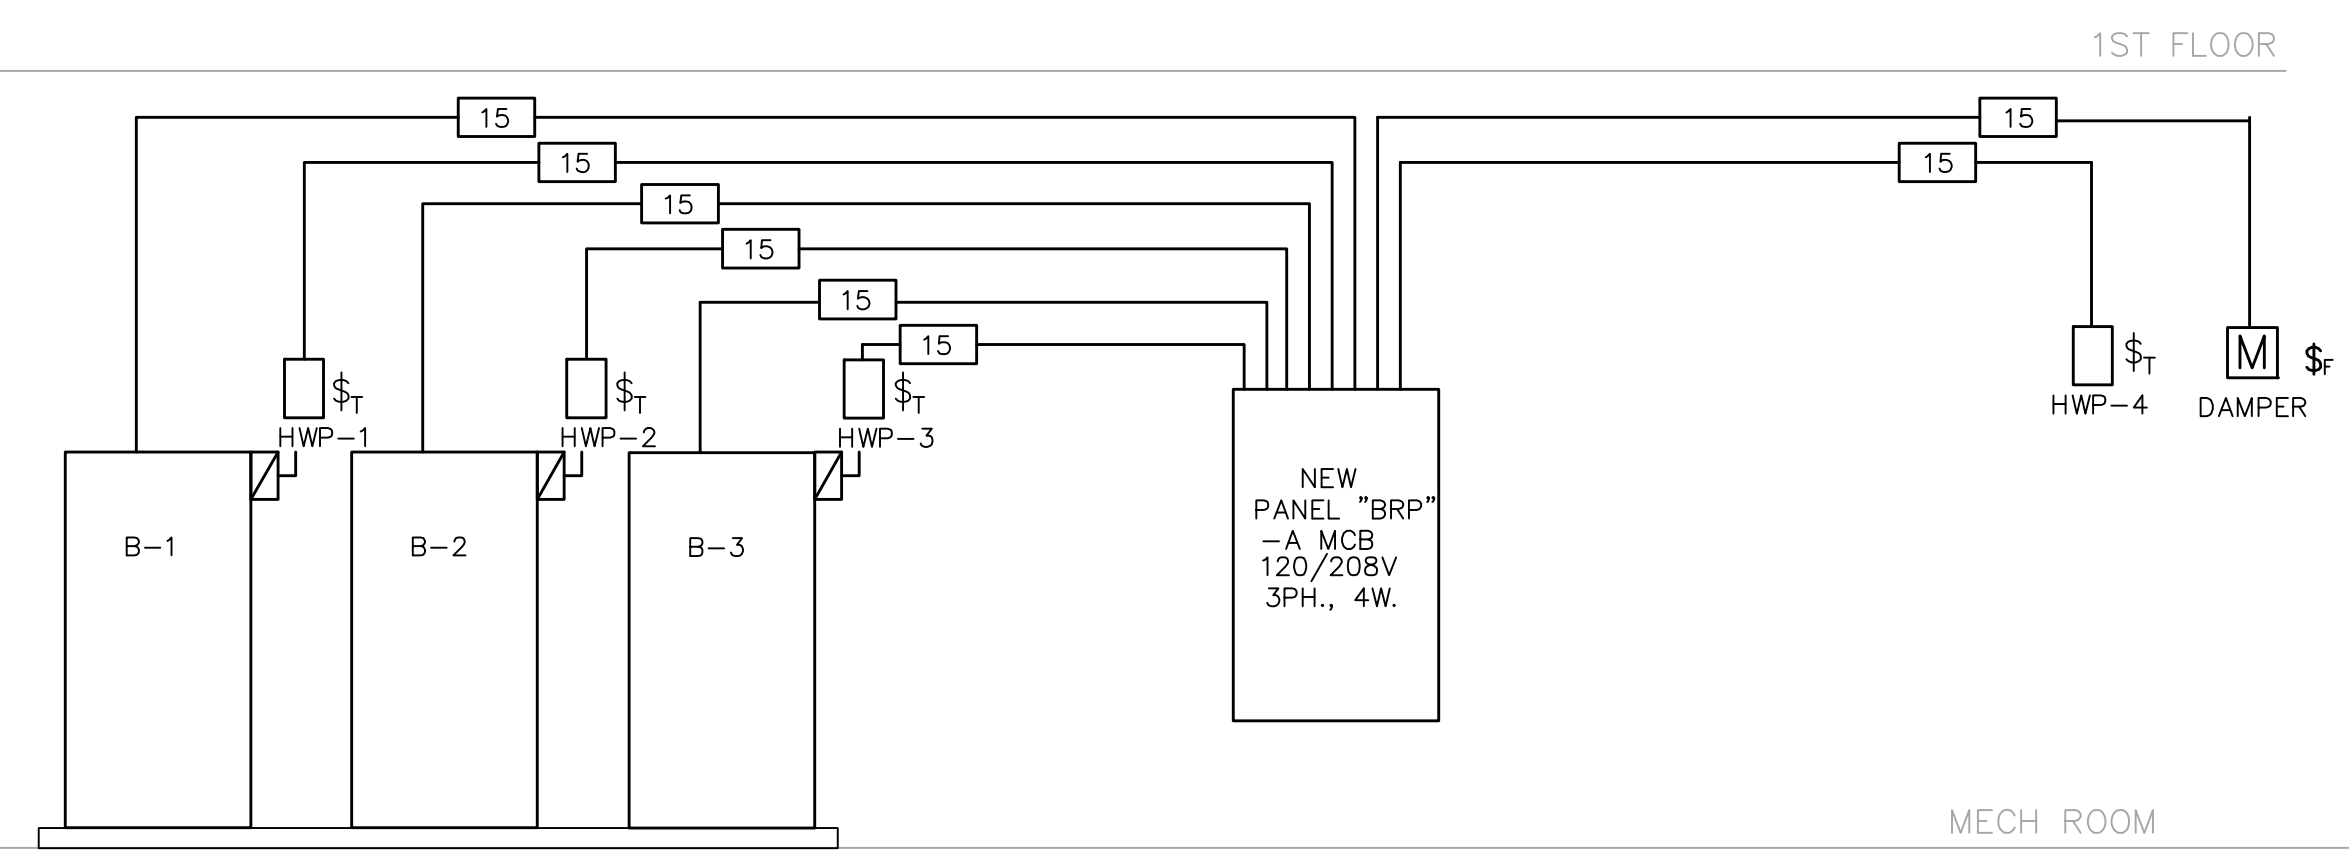 1ST FLOOR
15
15
15
15
15
15
15
15
$T
HWP-1
$T
HWP-2
$T
HWP-3
$T
HWP-4
M
DAMPER
$F
B-1
B-2
B-3
NEW
PANEL "BRP"
-A MCB
120/208V
3PH., 4W.
MECH ROOM